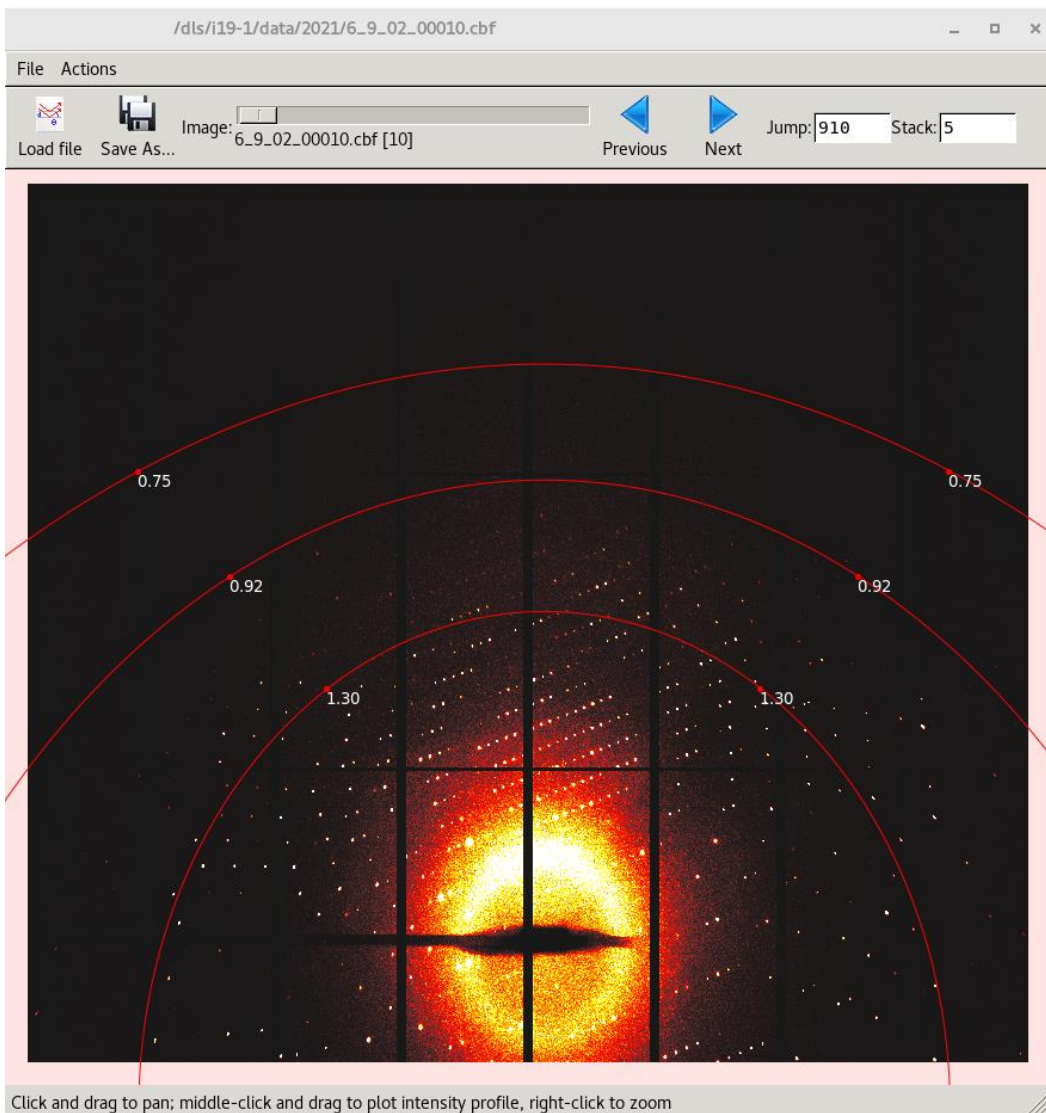 /dls/i19-1/data/2021/6_9_02_00010.cbf
File Actions
Load file
Save As...
Image:
6_9_02_00010.cbf [10]
Previous
Next
Jump: 910
Stack: 5
0.75
0.75
0.92
0.92
1.30
1.30
Click and drag to pan; middle-click and drag to plot intensity profile, right-click to zoom